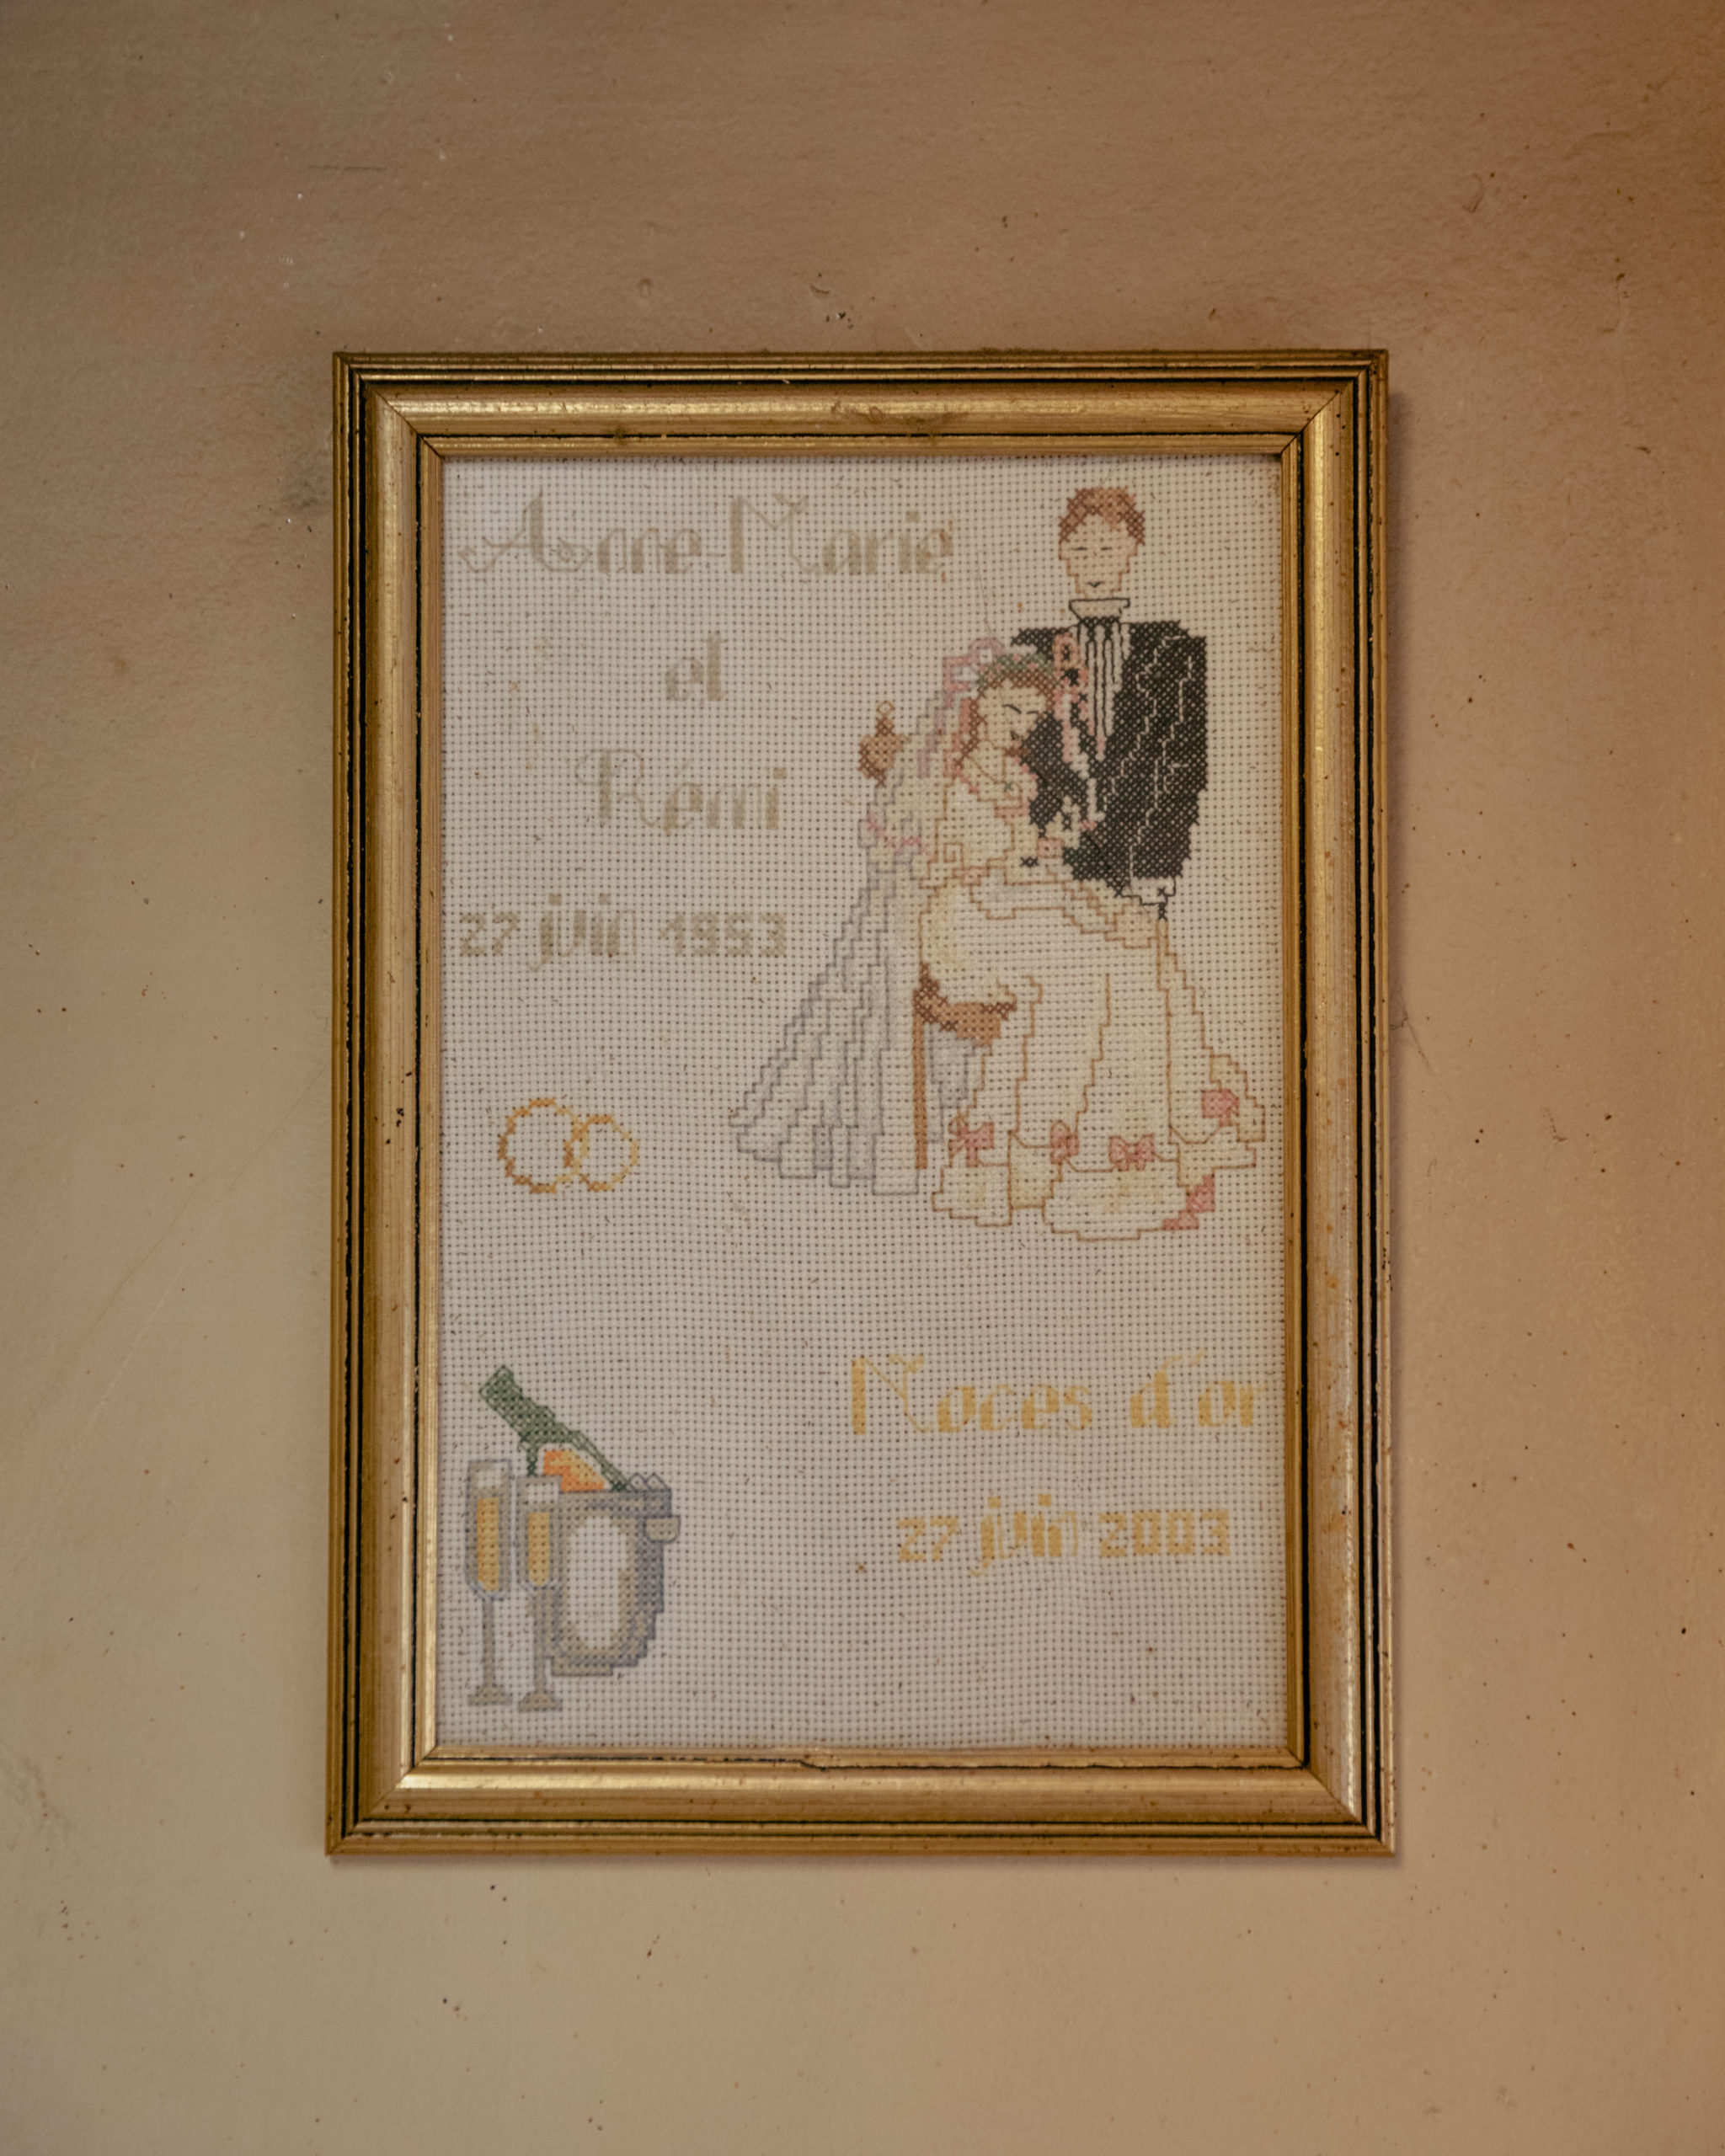 Anne-Marie
et
Rémi
27 juin 1953
Noces d'or
27 juin 2003